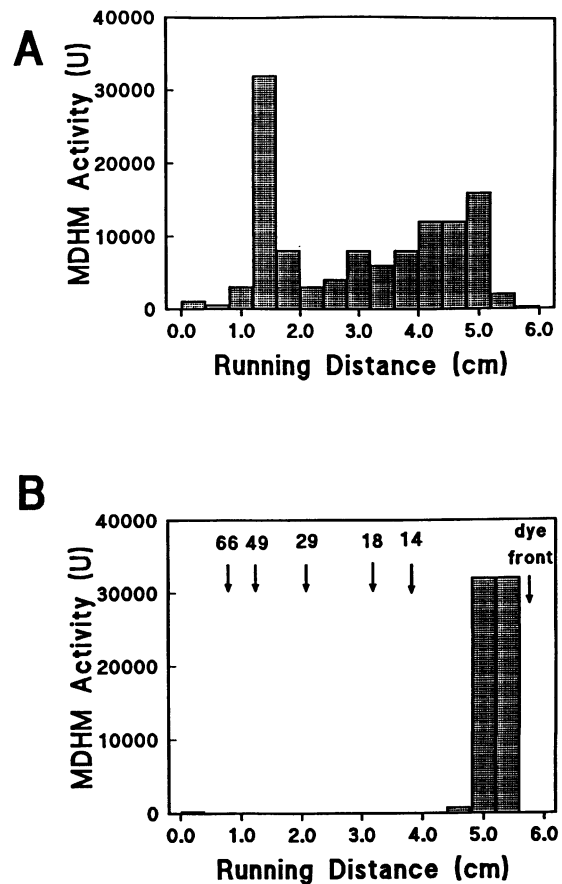 A
MDHM Activity (U)
40000
30000
20000
10000
0
0.0 1.0 2.0 3.0 4.0 5.0 6.0
Running Distance (cm)
B
MDHM Activity (U)
40000
30000
20000
10000
0
66 49 29 18 14
dye
front
0.0 1.0 2.0 3.0 4.0 5.0 6.0
Running Distance (cm)